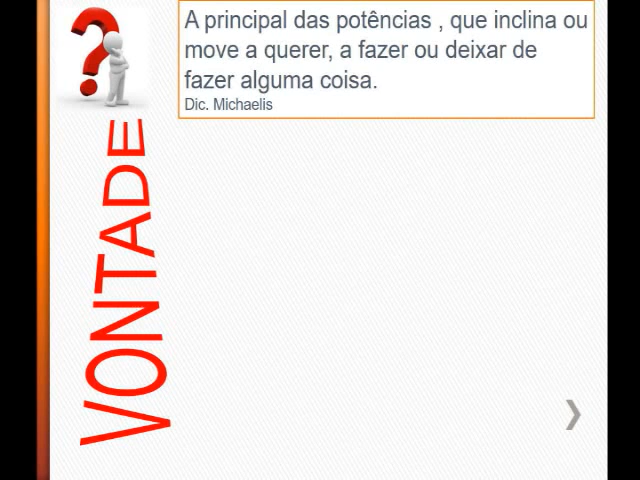 A principal das potências , que inclina ou
move a querer, a fazer ou deixar de
fazer alguma coisa.
Dic. Michaelis
VONTADE